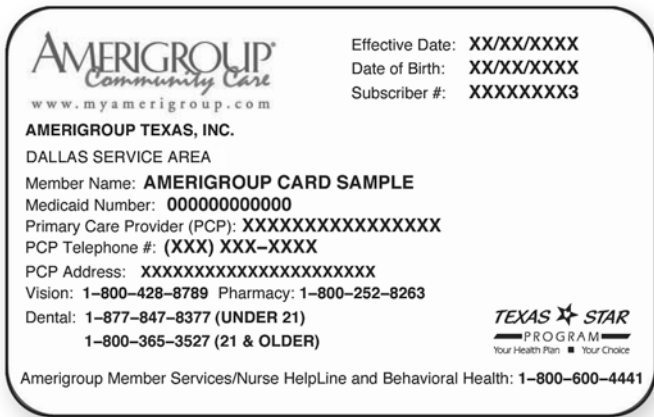 AMERIGROUP®
Community Care
www.myamerigroup.com
Effective Date: XX/XX/XXXX
Date of Birth: XX/XX/XXXX
Subscriber #: XXXXXXXX3
AMERIGROUP TEXAS, INC.
DALLAS SERVICE AREA
Member Name: AMERIGROUP CARD SAMPLE
Medicaid Number: 000000000000
Primary Care Provider (PCP): XXXXXXXXXXXXXXXX
PCP Telephone #: (XXX) XXX–XXXX
PCP Address: XXXXXXXXXXXXXXXXXXXXXX
Vision: 1–800–428–8789 Pharmacy: 1–800–252–8263
Dental: 1–877–847–8377 (UNDER 21)
1–800–365–3527 (21 & OLDER)
TEXAS STAR
PROGRAM
Your Health Plan ■ Your Choice
Amerigroup Member Services/Nurse HelpLine and Behavioral Health: 1–800–600–4441